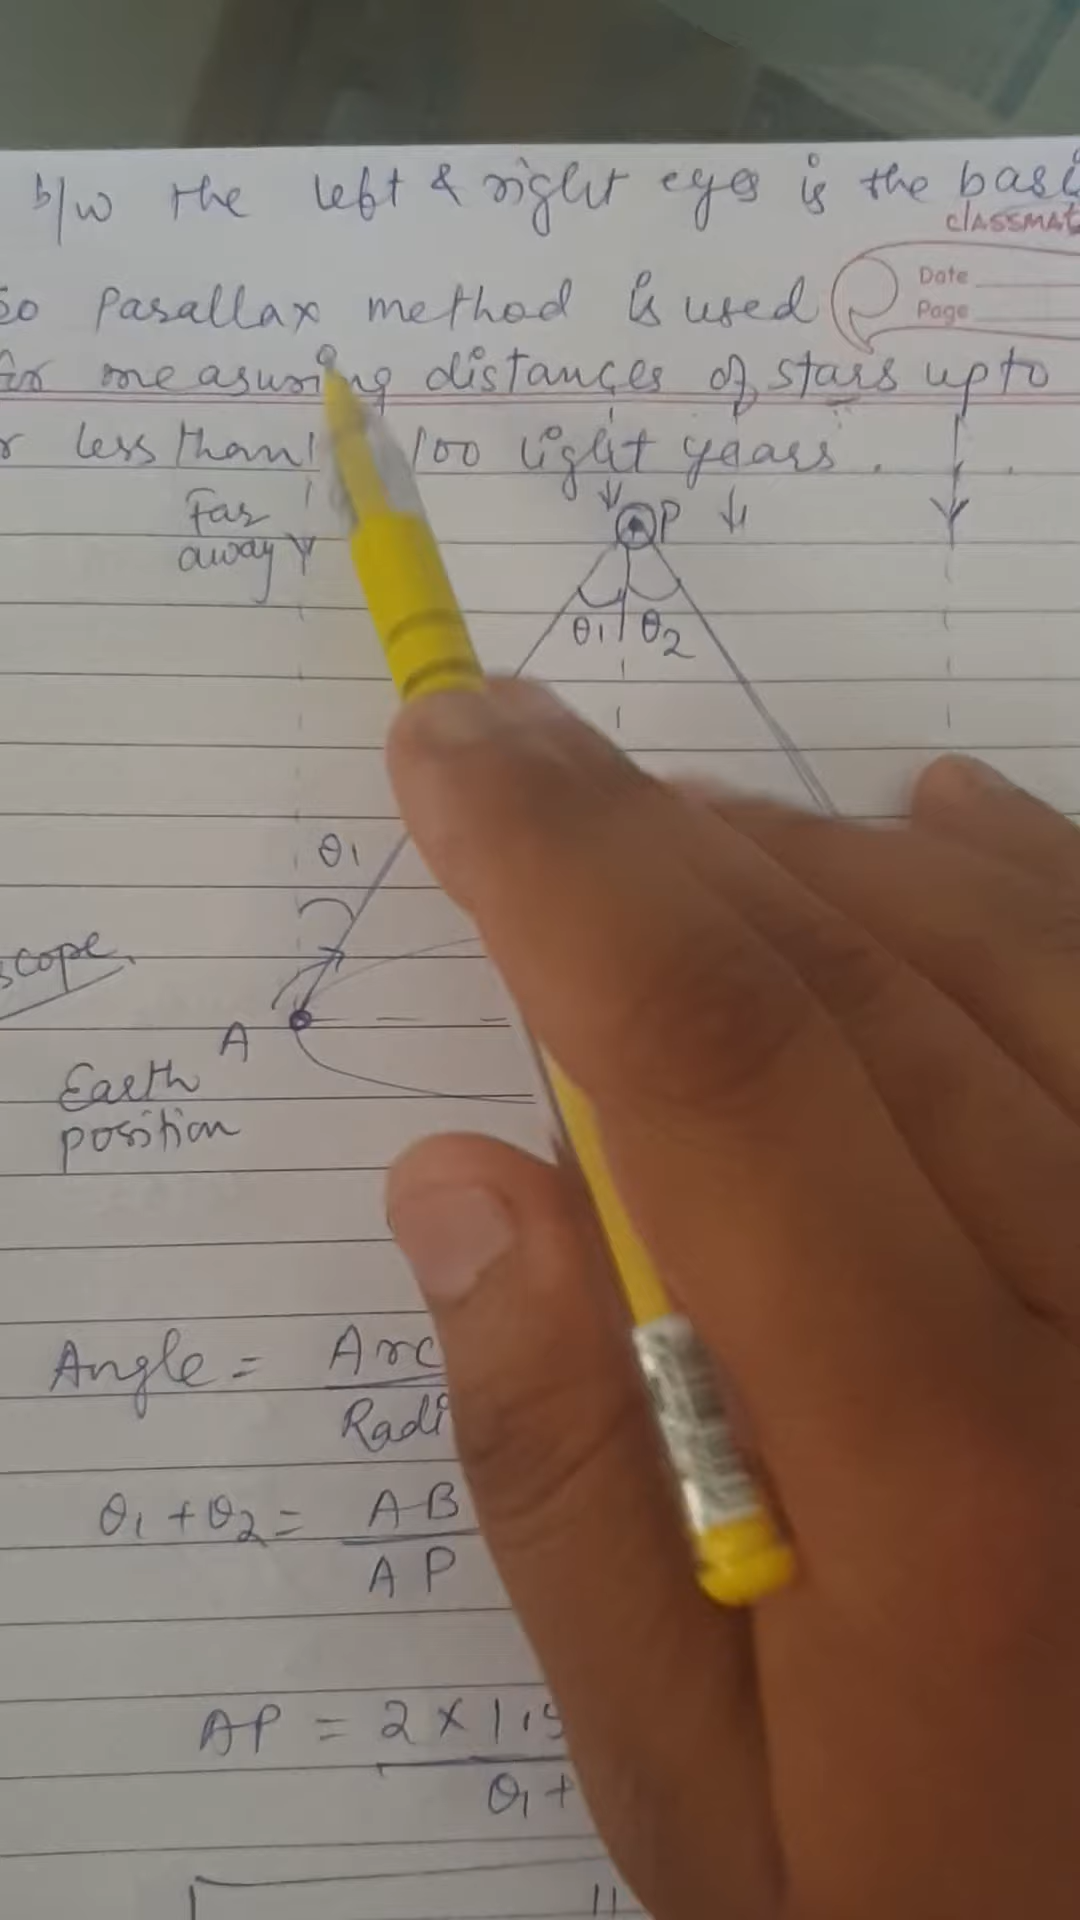 b/w the left & right eyes is the basi
classmat
Date
Page
So Parallax method is used
for measuring distances of stars upto
less than 100 light years.
Far
away
P
θ1 θ2
θ1
scope
A
Earth
position
Angle = Arc
Radi
θ1 + θ2 = AB
AP
AP = 2 × 1.5
θ1 +
11